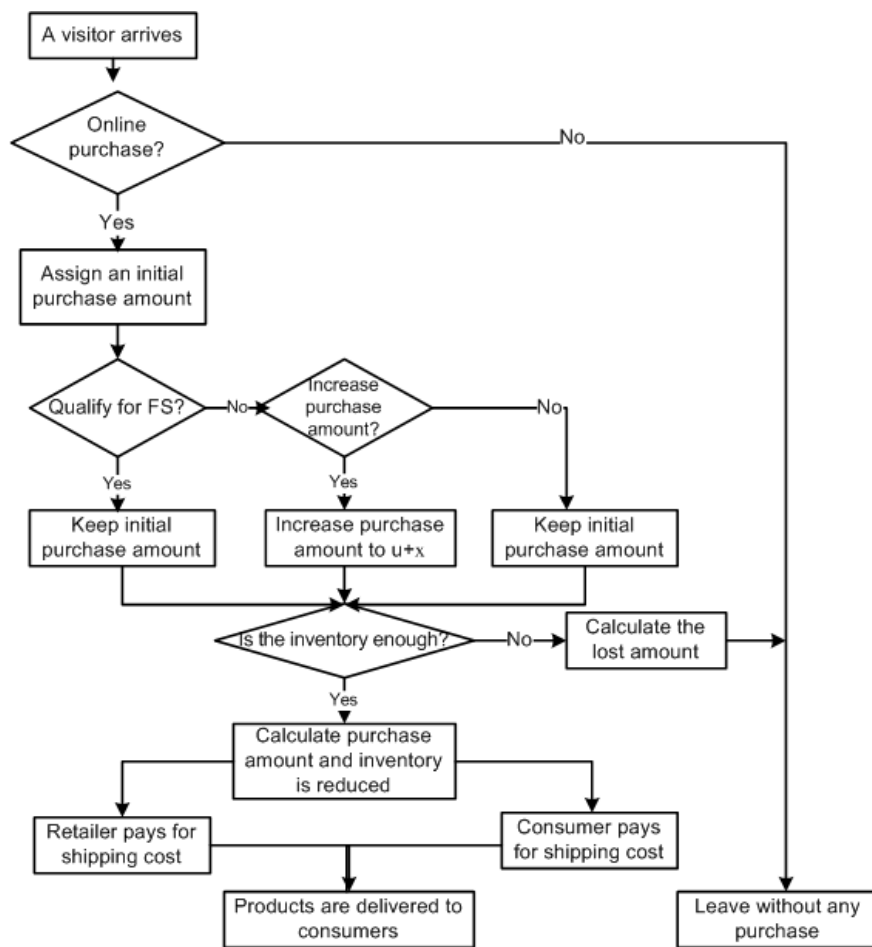 A visitor arrives
Online
purchase?
No
Yes
Assign an initial
purchase amount
Qualify for FS?
No
Increase
purchase
amount?
No
Yes
Yes
Keep initial
purchase amount
Increase purchase
amount to u+x
Keep initial
purchase amount
Is the inventory enough?
No
Calculate the
lost amount
Yes
Calculate purchase
amount and inventory
is reduced
Retailer pays for
shipping cost
Consumer pays
for shipping cost
Products are delivered to
consumers
Leave without any
purchase